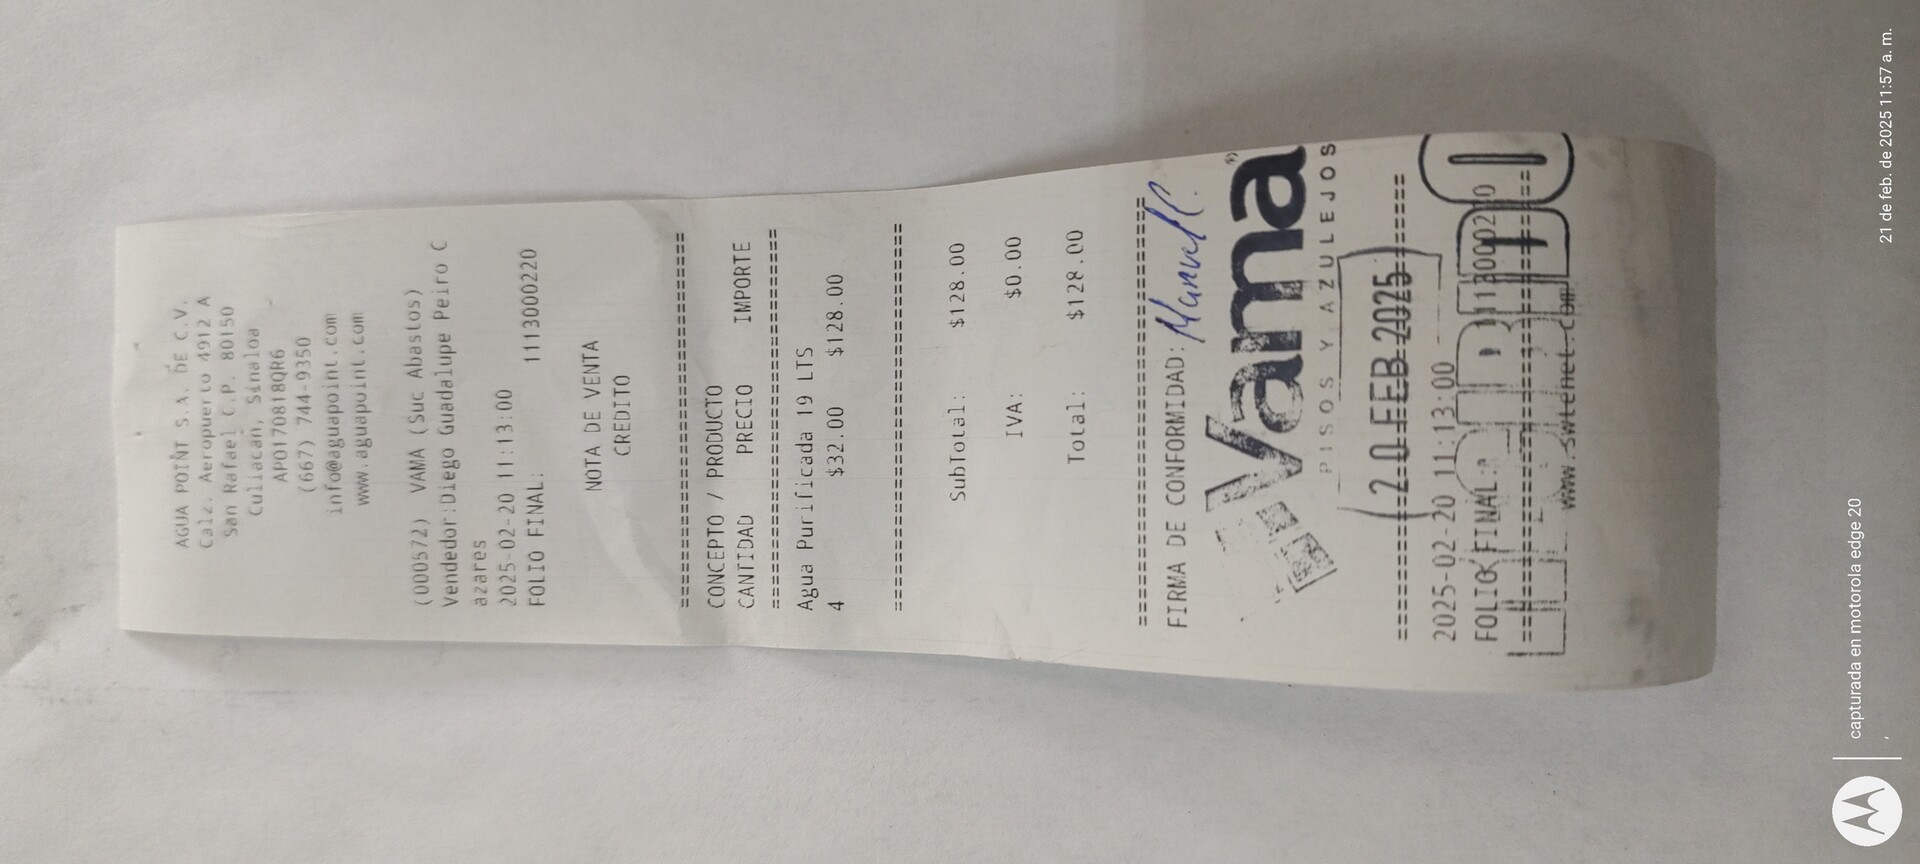 AGUA POINT S.A. DE C.V.
Calz. Aeropuerto 4912 A
San Rafael C.P. 80150
Culiacan, Sinaloa
APO170818QR6
(667) 744-9350
info@aguapoint.com
www.aguapoint.com
(000572) VAMA (Suc Abastos)
Vendedor:Diego Guadalupe Peiro C
azares
2025-02-20 11:13:00
FOLIO FINAL: 1113000220
NOTA DE VENTA
CREDITO
================================
CONCEPTO / PRODUCTO
CANTIDAD PRECIO IMPORTE
================================
Agua Purificada 19 LTS
4 $32.00 $128.00
================================
SubTotal: $128.00
IVA: $0.00
Total: $128.00
================================
FIRMA DE CONFORMIDAD:
Vama®
PISOS Y AZULEJOS
20 FEB 2025
================================
2025-02-20 11:13:00
FOLIO FINAL: 1113000220
================================
capturada en motorola edge 20
21 de feb. de 2025 11:57 a. m.